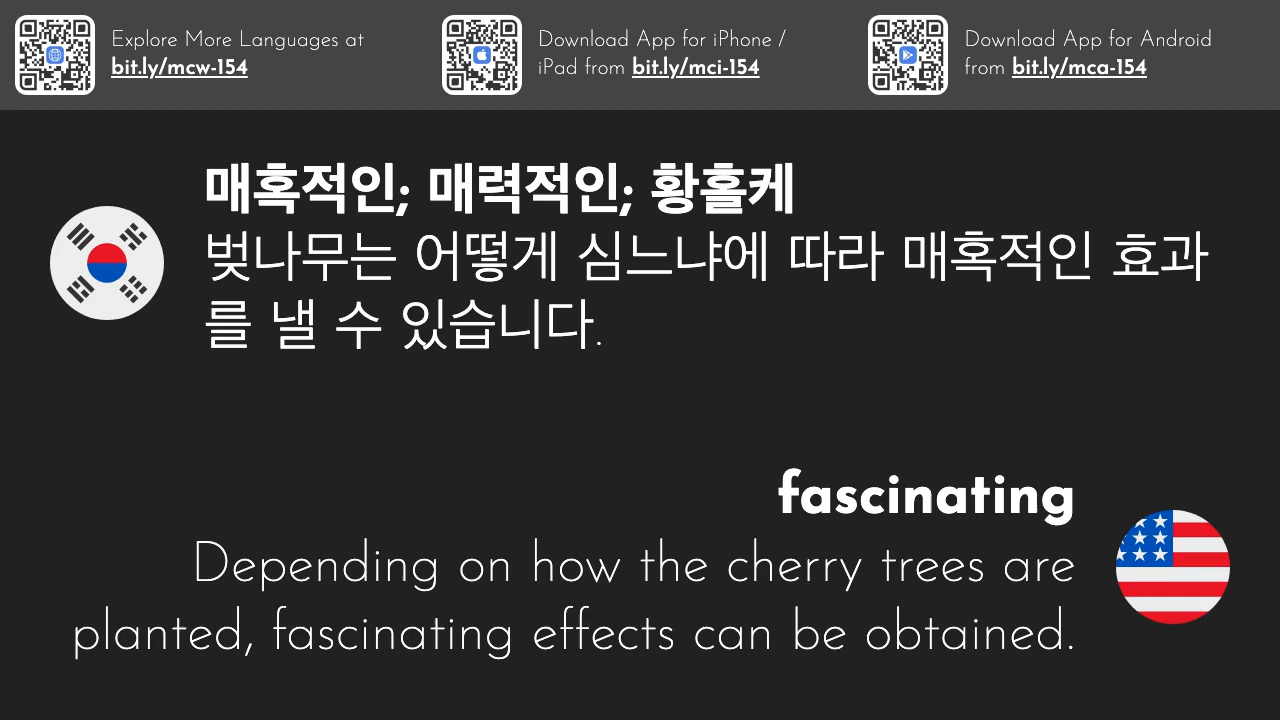 Explore More Languages at
bit.ly/mcw-154
Download App for iPhone /
iPad from bit.ly/mci-154
Download App for Android
from bit.ly/mca-154
매혹적인; 매력적인; 황홀케
벚나무는 어떻게 심느냐에 따라 매혹적인 효과
를 낼 수 있습니다.
fascinating
Depending on how the cherry trees are
planted, fascinating effects can be obtained.